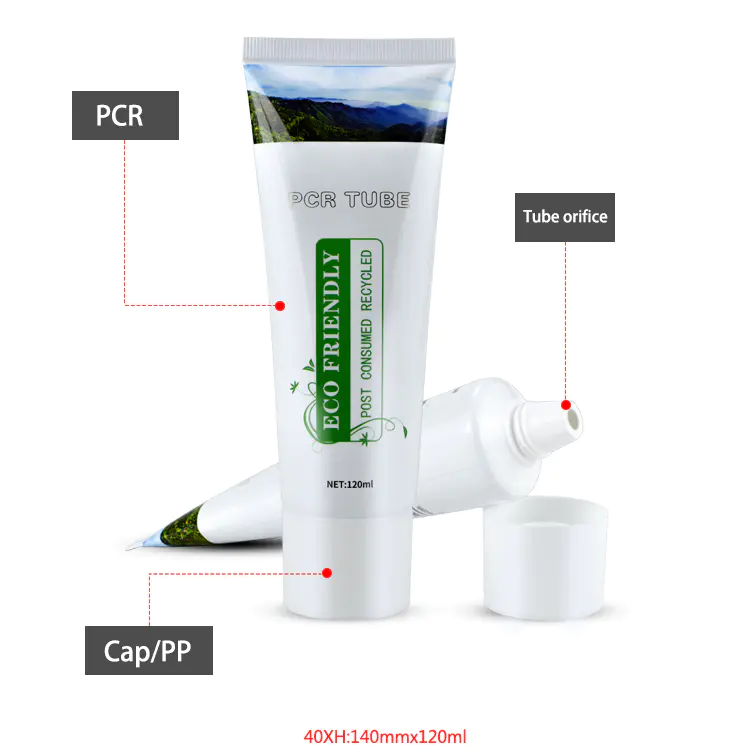 PCR
PCR TUBE
Tube orifice
ECO FRIENDLY
POST CONSUMED RECYCLED
NET:120ml
Cap/PP
40XH:140mmx120ml